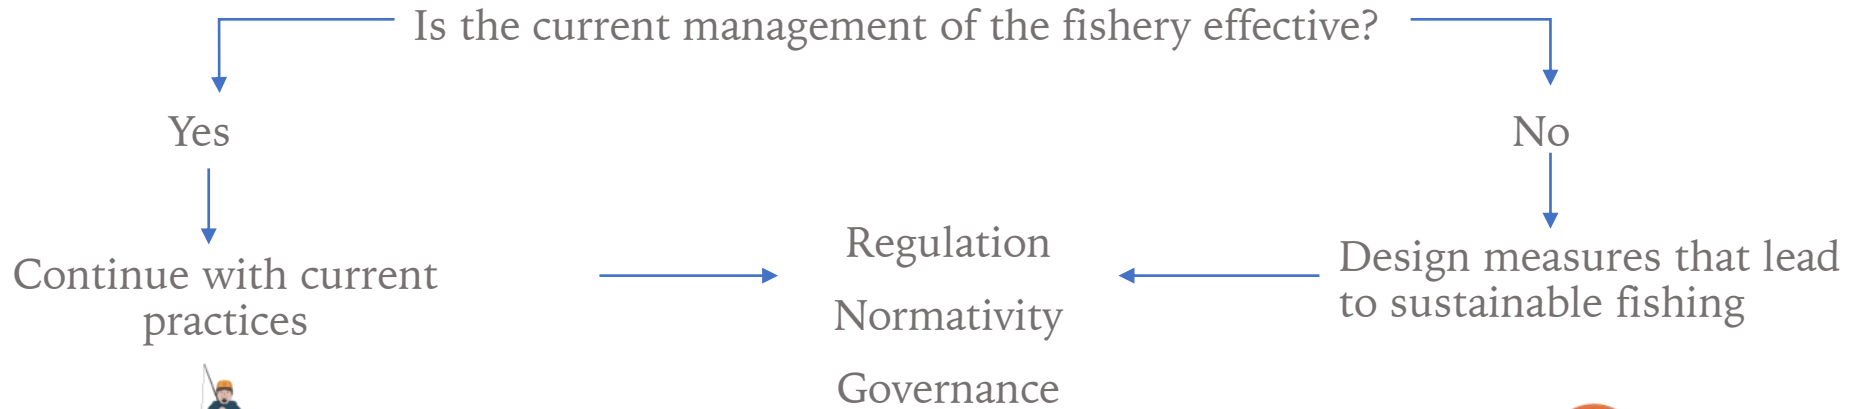 Is the current management of the fishery effective?
Yes
No
Continue with current
practices
Regulation
Normativity
Governance
Design measures that lead
to sustainable fishing